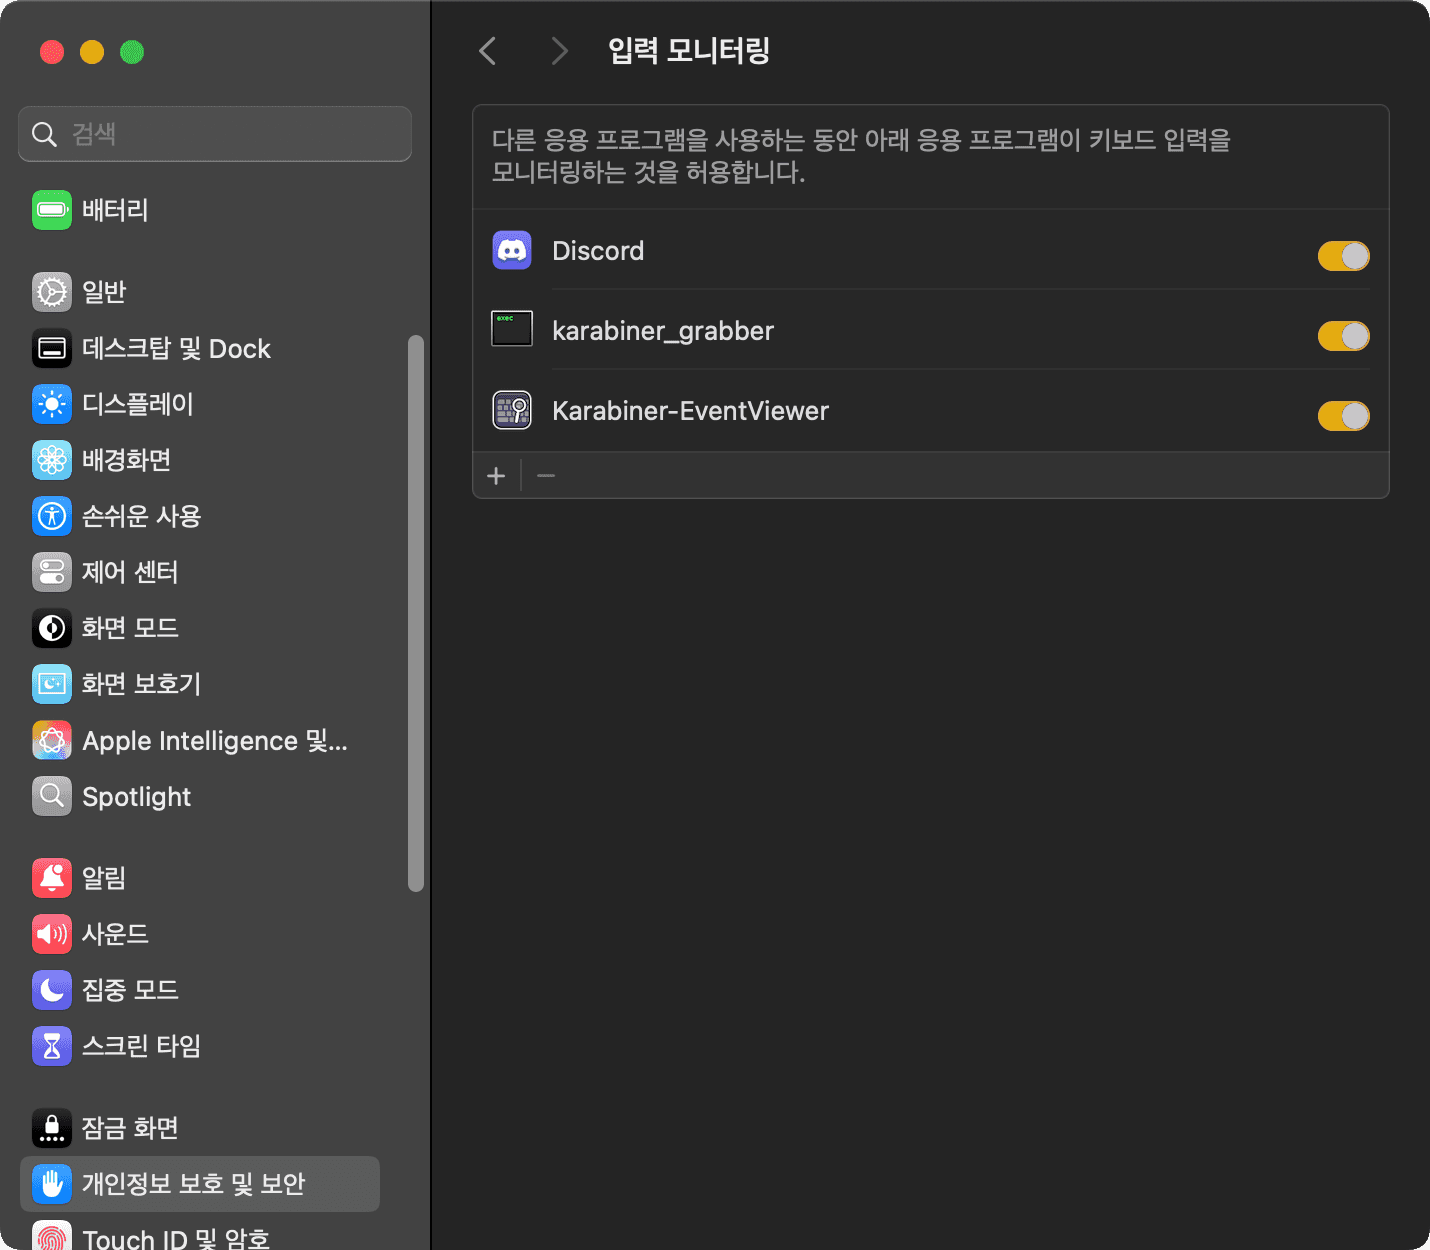 검색
배터리
일반
데스크탑 및 Dock
디스플레이
배경화면
손쉬운 사용
제어 센터
화면 모드
화면 보호기
Apple Intelligence 및...
Spotlight
알림
사운드
집중 모드
스크린 타임
잠금 화면
개인정보 보호 및 보안
Touch ID 및 암호
입력 모니터링
다른 응용 프로그램을 사용하는 동안 아래 응용 프로그램이 키보드 입력을
모니터링하는 것을 허용합니다.
Discord
exec
karabiner_grabber
Karabiner-EventViewer